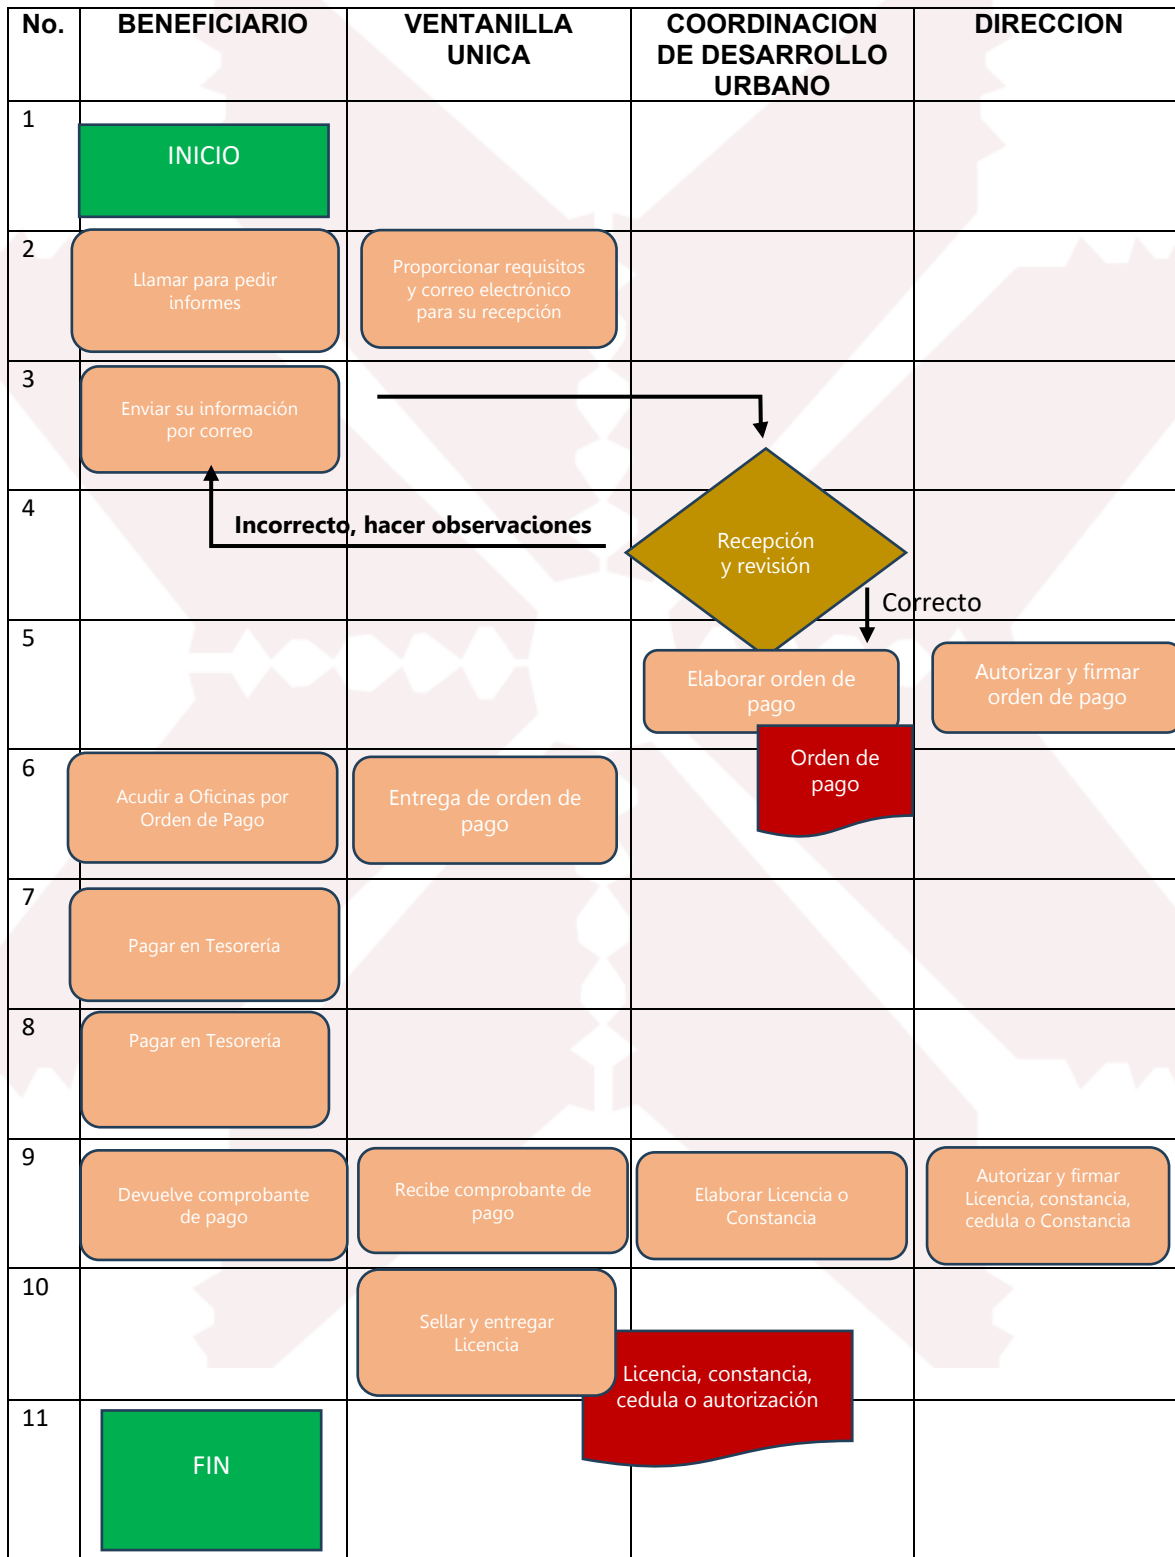 No.
BENEFICIARIO
VENTANILLA
UNICA
COORDINACION
DE DESARROLLO
URBANO
DIRECCION
1
INICIO
2
Llamar para pedir
informes
Proporcionar requisitos
y correo electrónico
para su recepción
3
Enviar su información
por correo
4
Incorrecto, hacer observaciones
Recepción
y revisión
Correcto
5
Elaborar orden de
pago
Autorizar y firmar
orden de pago
Orden de
pago
6
Acudir a Oficinas por
Orden de Pago
Entrega de orden de
pago
7
Pagar en Tesorería
8
Pagar en Tesorería
9
Devuelve comprobante
de pago
Recibe comprobante de
pago
Elaborar Licencia o
Constancia
Autorizar y firmar
Licencia, constancia,
cedula o Constancia
10
Sellar y entregar
Licencia
Licencia, constancia,
cedula o autorización
11
FIN